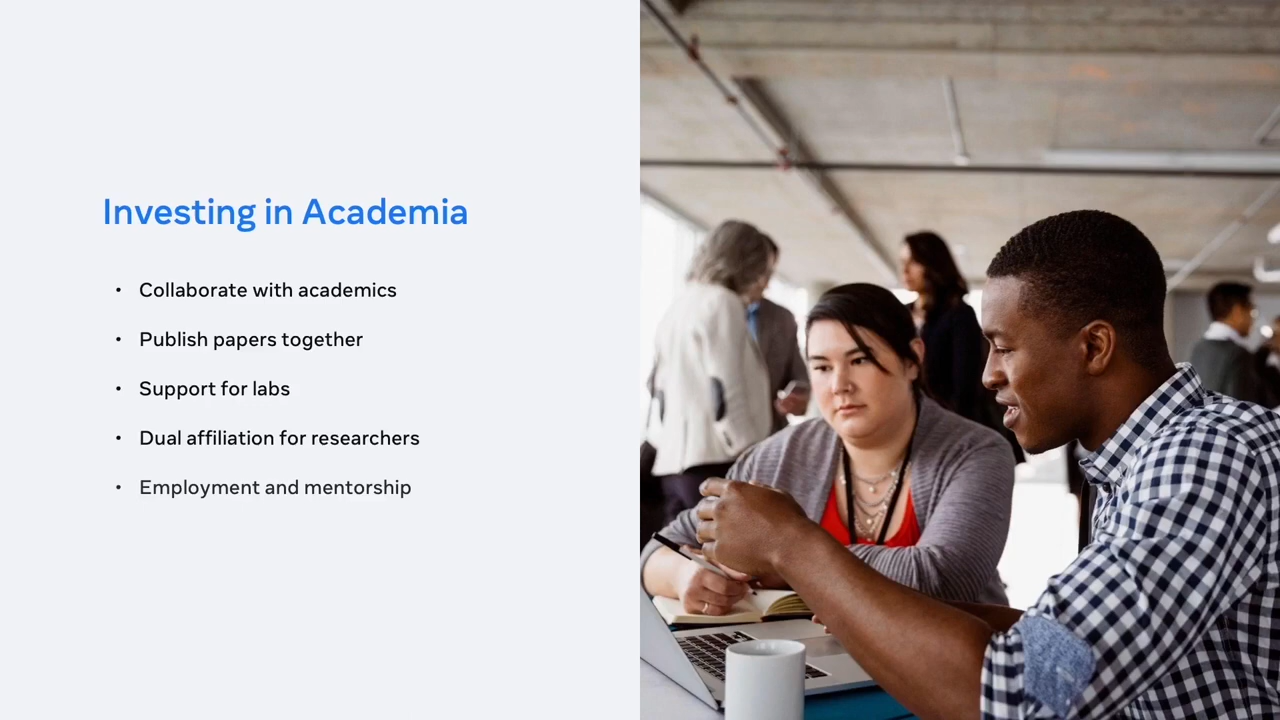 Investing in Academia
• Collaborate with academics
• Publish papers together
• Support for labs
• Dual affiliation for researchers
• Employment and mentorship